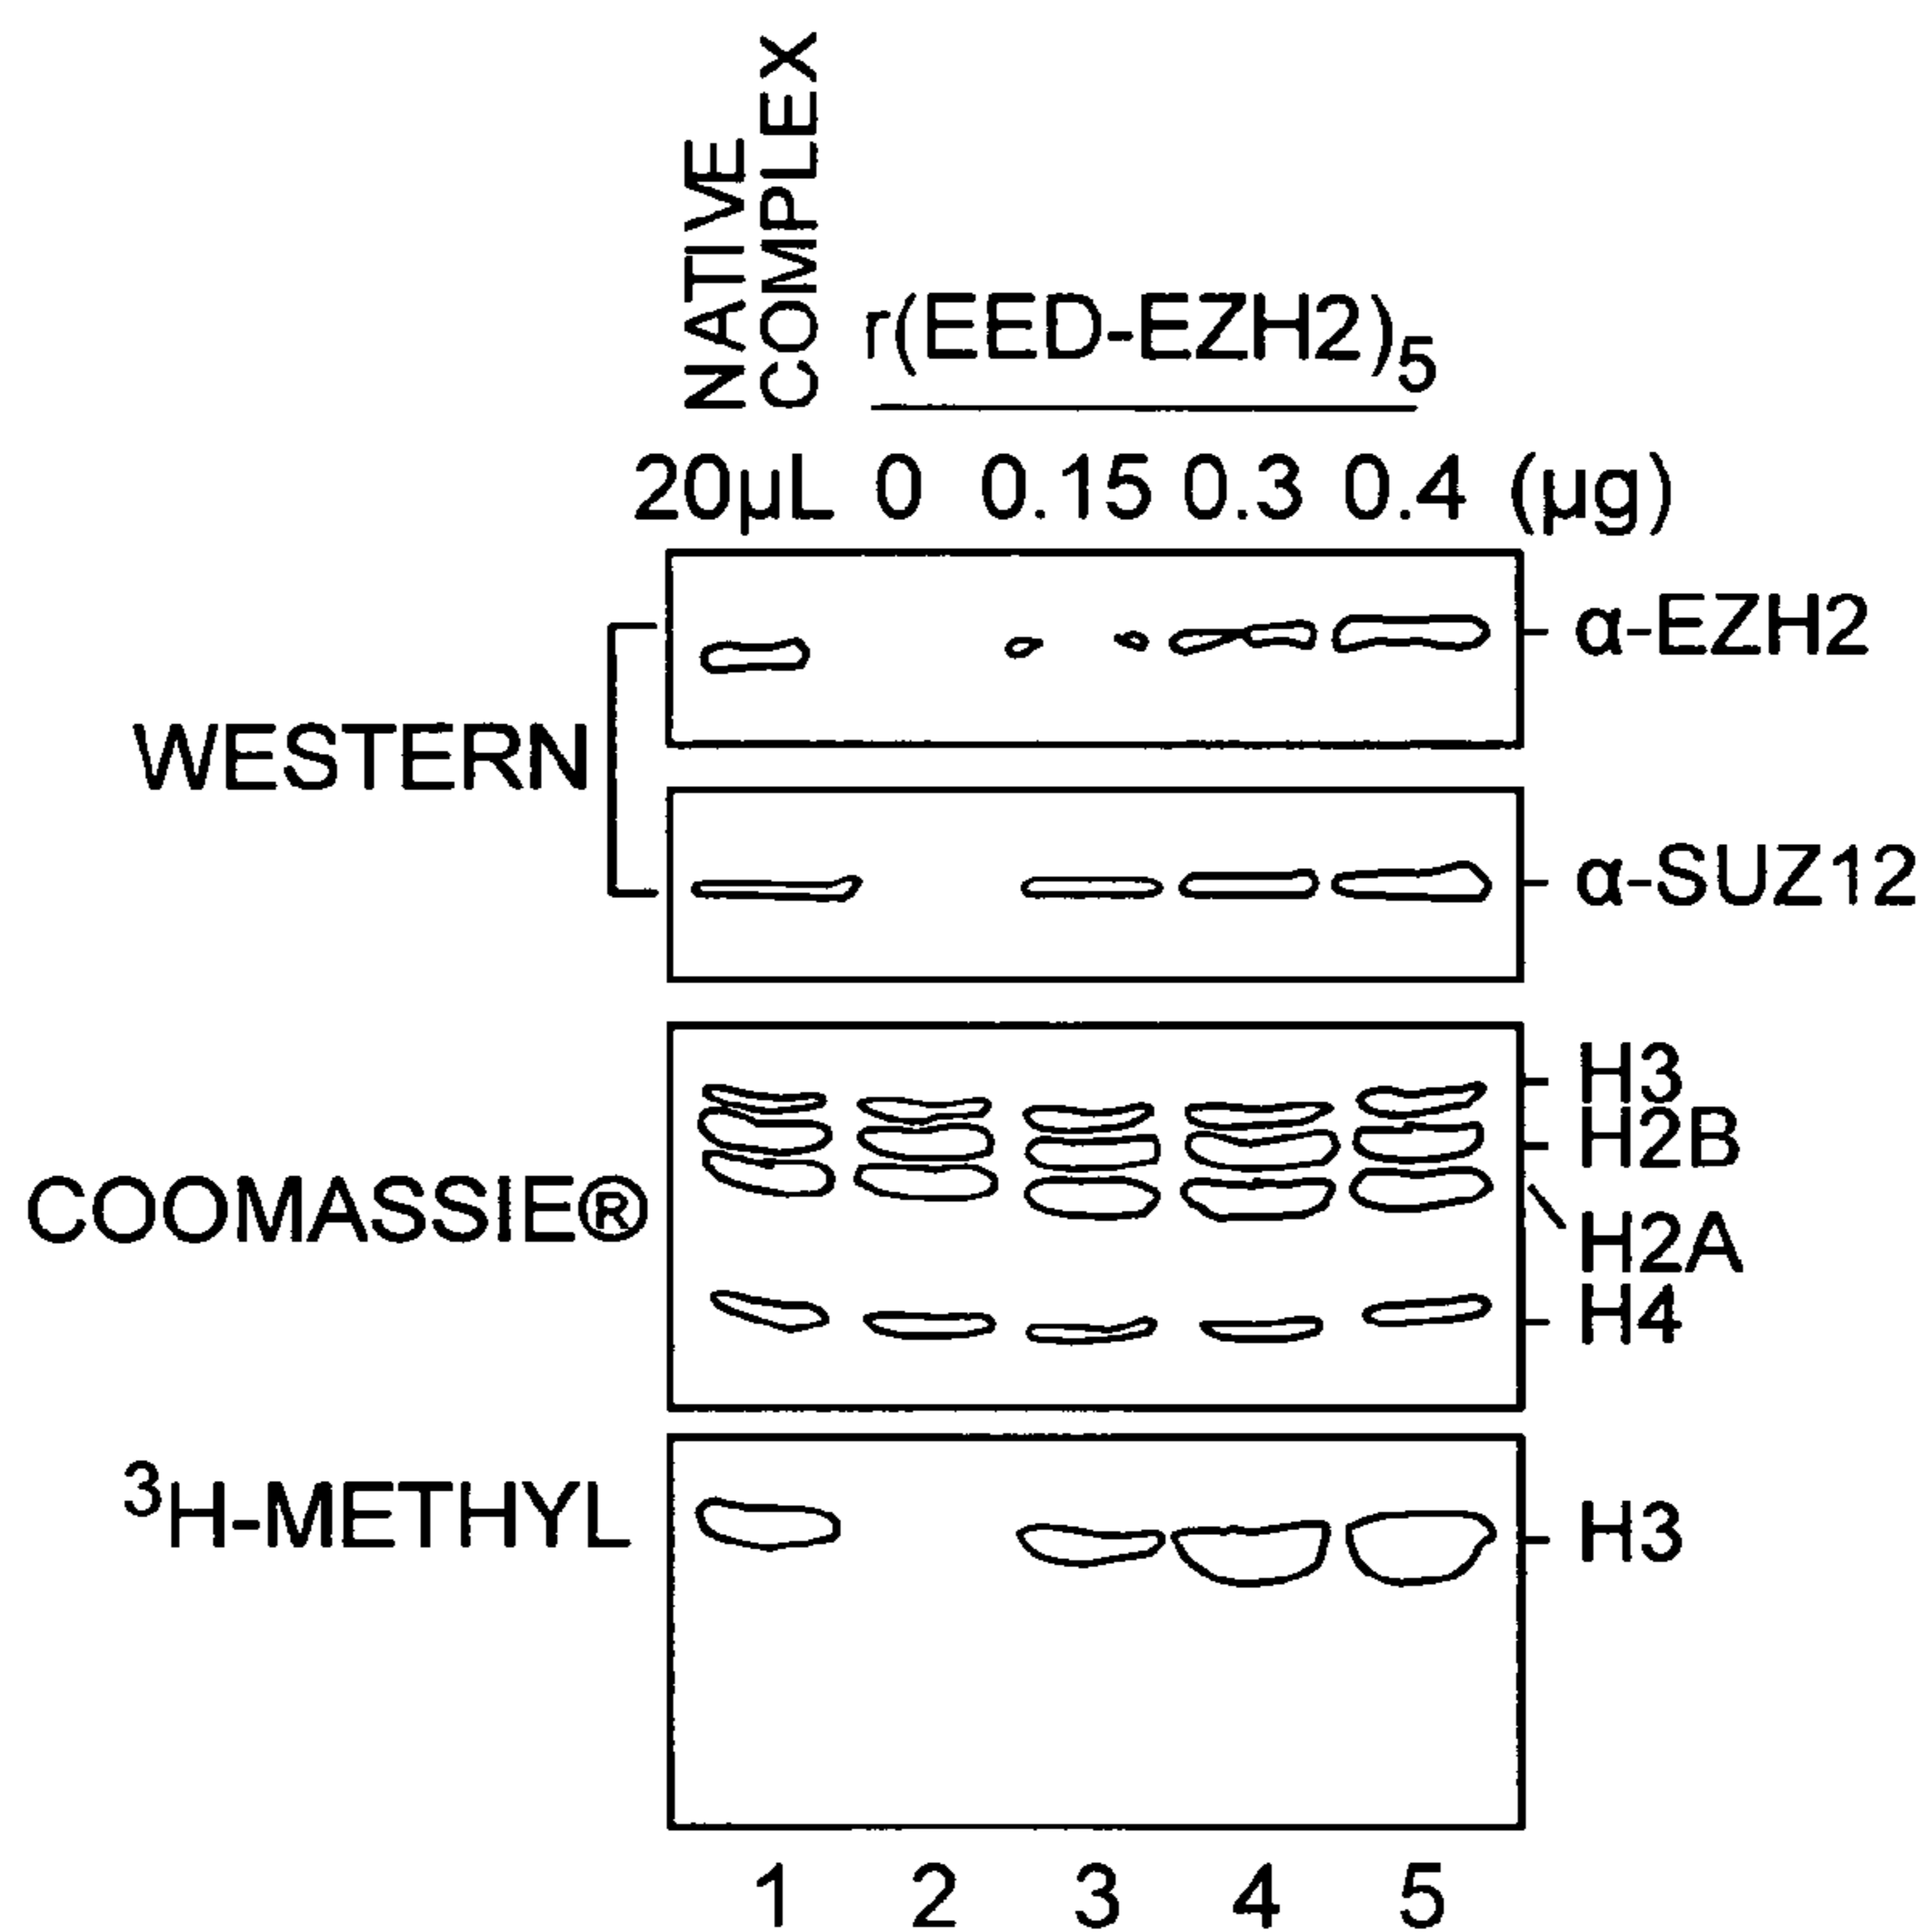 NATIVE
COMPLEX
r(EED-EZH2)5
20µL 0 0.15 0.3 0.4 (µg)
α-EZH2
WESTERN
α-SUZ12
H3
H2B
COOMASSIE®
H2A
H4
3H-METHYL
H3
1 2 3 4 5